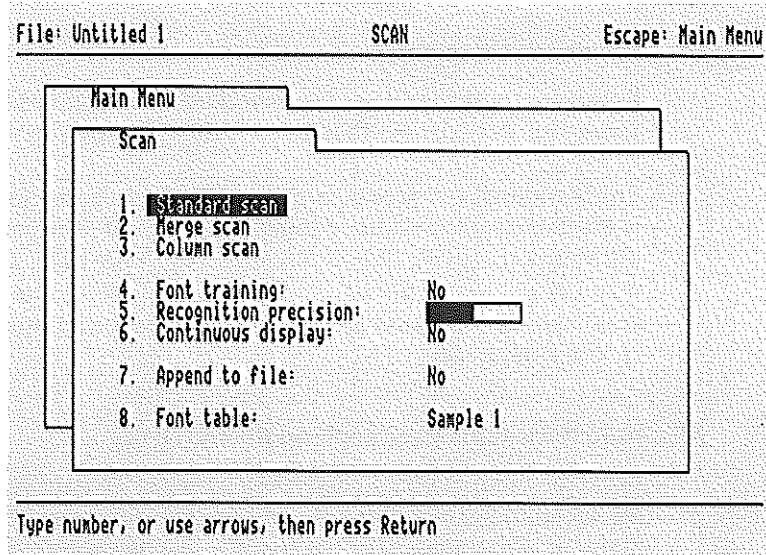 File: Untitled 1 SCAN Escape: Main Menu
Main Menu
Scan
1. Standard scan
2. Merge scan
3. Column scan
4. Font training: No
5. Recognition precision:
6. Continuous display: No
7. Append to file: No
8. Font table: Sample 1
Type number, or use arrows, then press Return